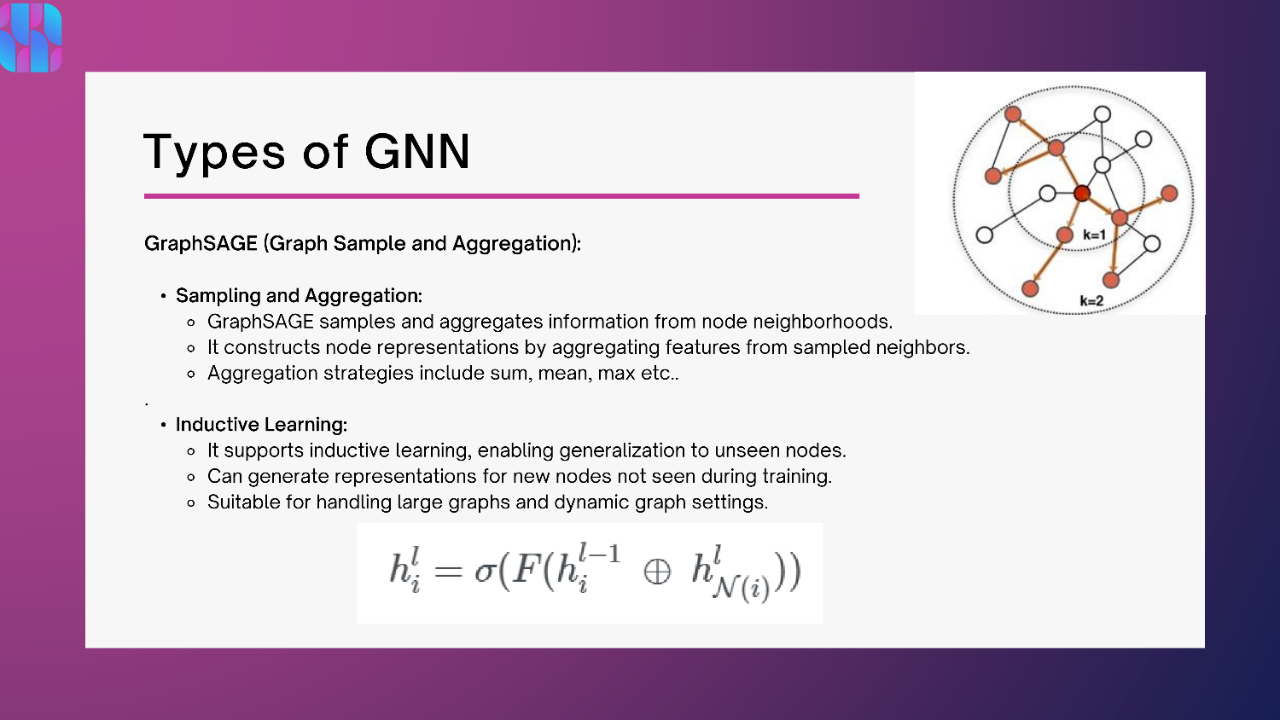 Types of GNN
k=1
k=2
GraphSAGE (Graph Sample and Aggregation):
• Sampling and Aggregation:
◦ GraphSAGE samples and aggregates information from node neighborhoods.
◦ It constructs node representations by aggregating features from sampled neighbors.
◦ Aggregation strategies include sum, mean, max etc..
.
• Inductive Learning:
◦ It supports inductive learning, enabling generalization to unseen nodes.
◦ Can generate representations for new nodes not seen during training.
◦ Suitable for handling large graphs and dynamic graph settings.
$h_i^l = \sigma(F(h_i^{l-1} \oplus h_{\mathcal{N}(i)}^l))$